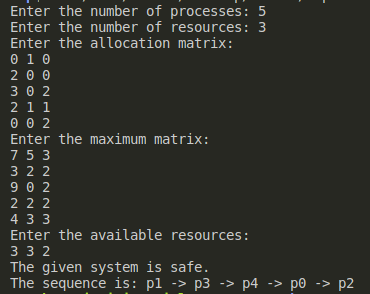 Enter the number of processes: 5
Enter the number of resources: 3
Enter the allocation matrix:
0 1 0
2 0 0
3 0 2
2 1 1
0 0 2
Enter the maximum matrix:
7 5 3
3 2 2
9 0 2
2 2 2
4 3 3
Enter the available resources:
3 3 2
The given system is safe.
The sequence is: p1 -> p3 -> p4 -> p0 -> p2